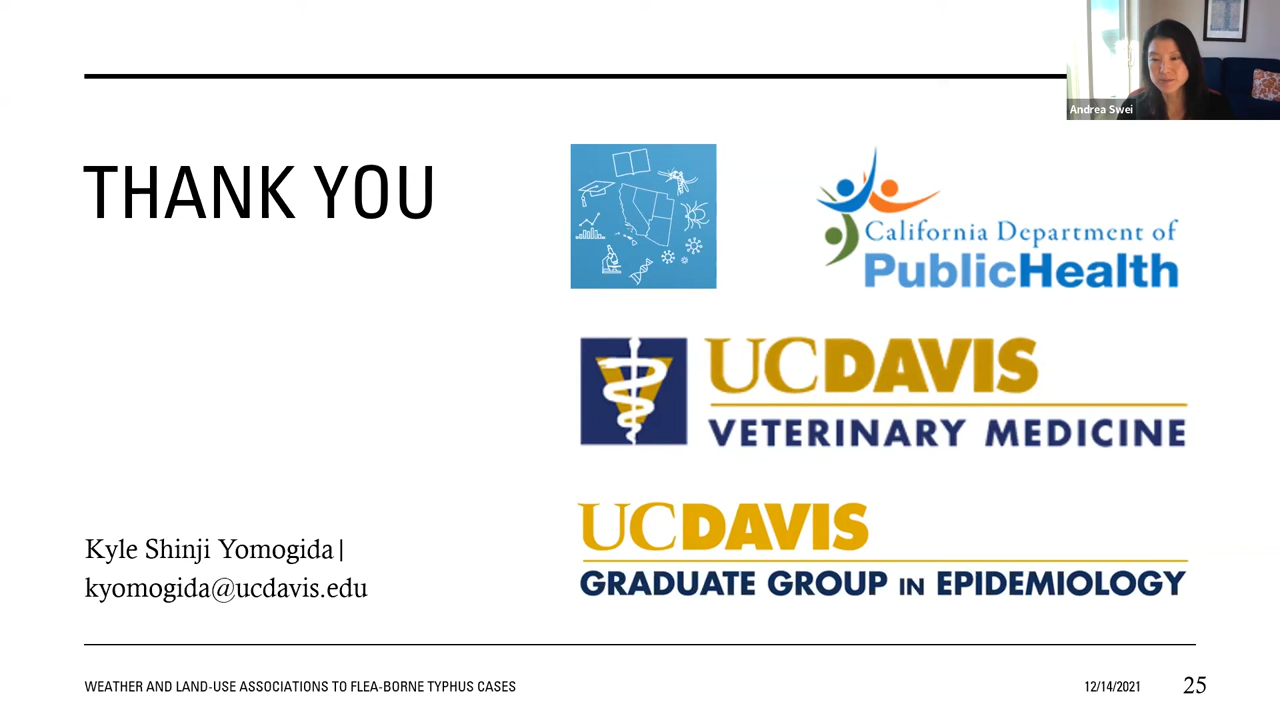 Andrea Swei
THANK YOU
California Department of
PublicHealth
UCDAVIS
VETERINARY MEDICINE
UCDAVIS
GRADUATE GROUP IN EPIDEMIOLOGY
Kyle Shinji Yomogida|
kyomogida@ucdavis.edu
WEATHER AND LAND-USE ASSOCIATIONS TO FLEA-BORNE TYPHUS CASES
12/14/2021
25